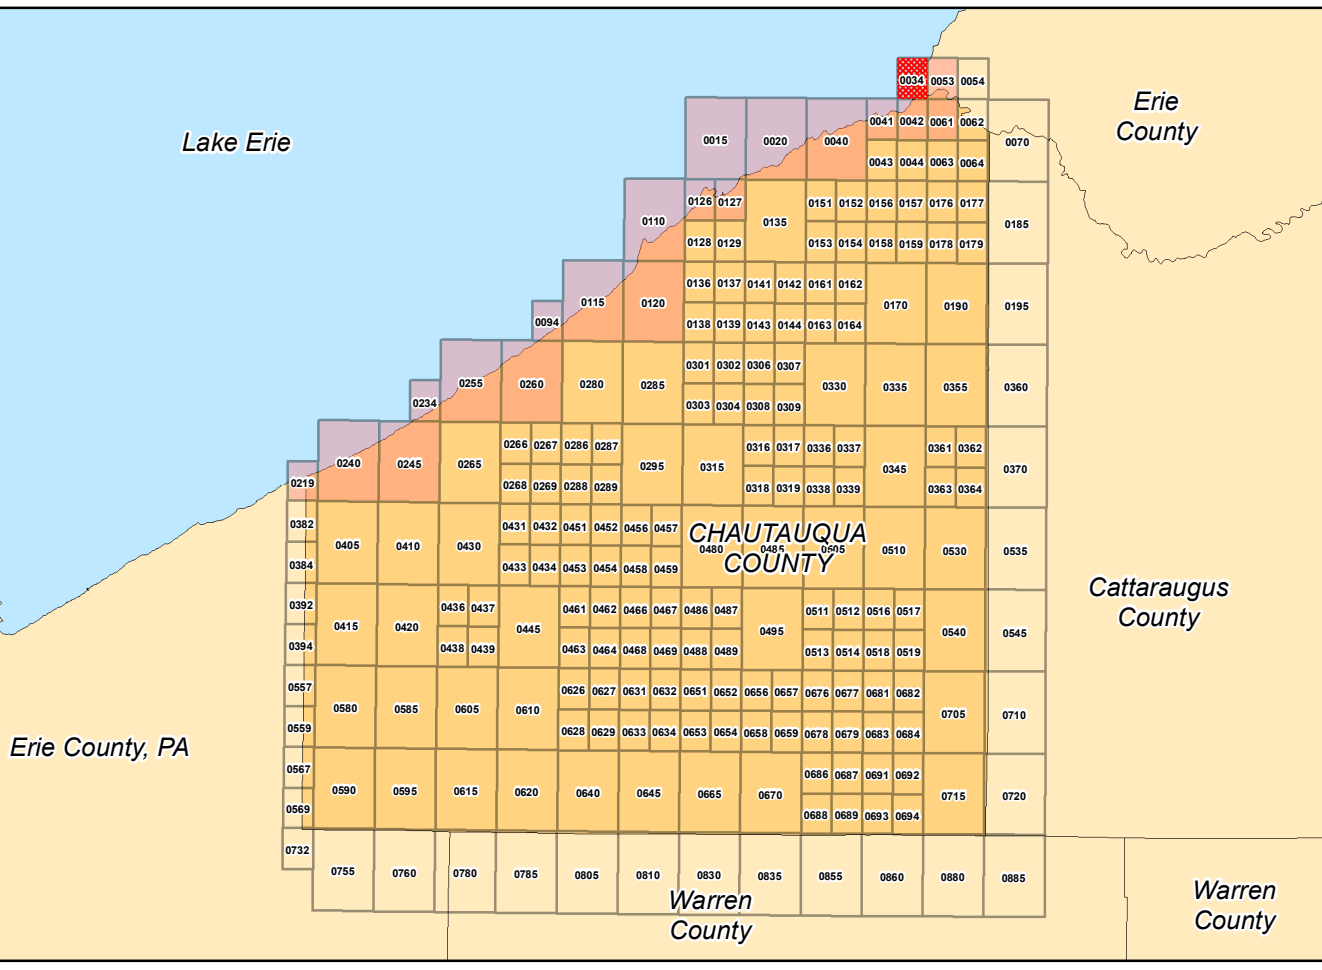 0034 0053 0054
Erie
County
Lake Erie
0041 0042 0061 0062
0015 0020 0040 0070
0043 0044 0063 0064
0126 0127 0151 0152 0156 0157 0176 0177
0110 0135 0185
0128 0129 0153 0154 0158 0159 0178 0179
0136 0137 0141 0142 0161 0162
0115 0120 0170 0190 0195
0094 0138 0139 0143 0144 0163 0164
0301 0302 0306 0307
0255 0260 0280 0285 0330 0335 0355 0360
0234 0303 0304 0308 0309
0266 0267 0286 0287 0316 0317 0336 0337 0361 0362
0240 0245 0265 0295 0315 0345 0370
0219 0268 0269 0288 0289 0318 0319 0338 0339 0363 0364
0382 0431 0432 0451 0452 0456 0457
CHAUTAUQUA
COUNTY
0405 0410 0430 0480 0485 0505 0510 0530 0535
0384 0433 0434 0453 0454 0458 0459
Cattaraugus
County
0392 0436 0437 0461 0462 0466 0467 0486 0487 0511 0512 0516 0517
0415 0420 0445 0495 0540 0545
0394 0438 0439 0463 0464 0468 0469 0488 0489 0513 0514 0518 0519
0557 0626 0627 0631 0632 0651 0652 0656 0657 0676 0677 0681 0682
0580 0585 0605 0610 0705 0710
0559 0628 0629 0633 0634 0653 0654 0658 0659 0678 0679 0683 0684
Erie County, PA
0567 0686 0687 0691 0692
0590 0595 0615 0620 0640 0645 0665 0670 0715 0720
0569 0688 0689 0693 0694
0732
0755 0760 0780 0785 0805 0810 0830 0835 0855 0860 0880 0885
Warren
County
Warren
County